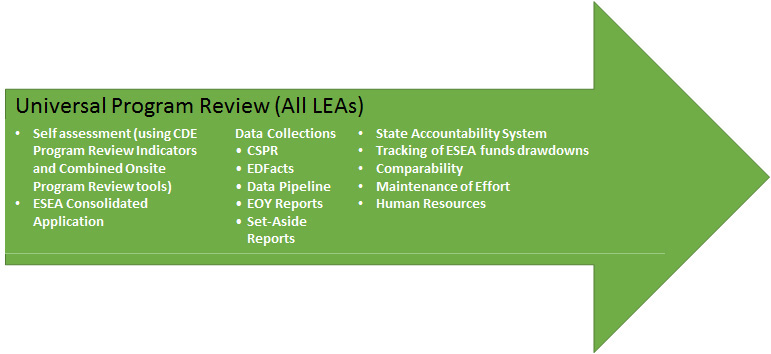 Universal Program Review (All LEAs)
• Self assessment (using CDE
Program Review Indicators
and Combined Onsite
Program Review tools)
• ESEA Consolidated
Application
Data Collections
• CSPR
• EDFacts
• Data Pipeline
• EOY Reports
• Set-Aside
Reports
• State Accountability System
• Tracking of ESEA funds drawdowns
• Comparability
• Maintenance of Effort
• Human Resources